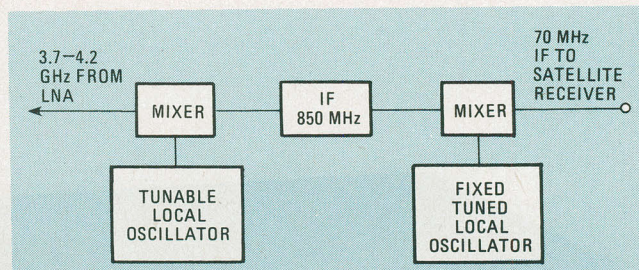 3.7–4.2
GHz FROM
LNA
MIXER
IF
850 MHz
MIXER
70 MHz
IF TO
SATELLITE
RECEIVER
TUNABLE
LOCAL
OSCILLATOR
FIXED
TUNED
LOCAL
OSCILLATOR